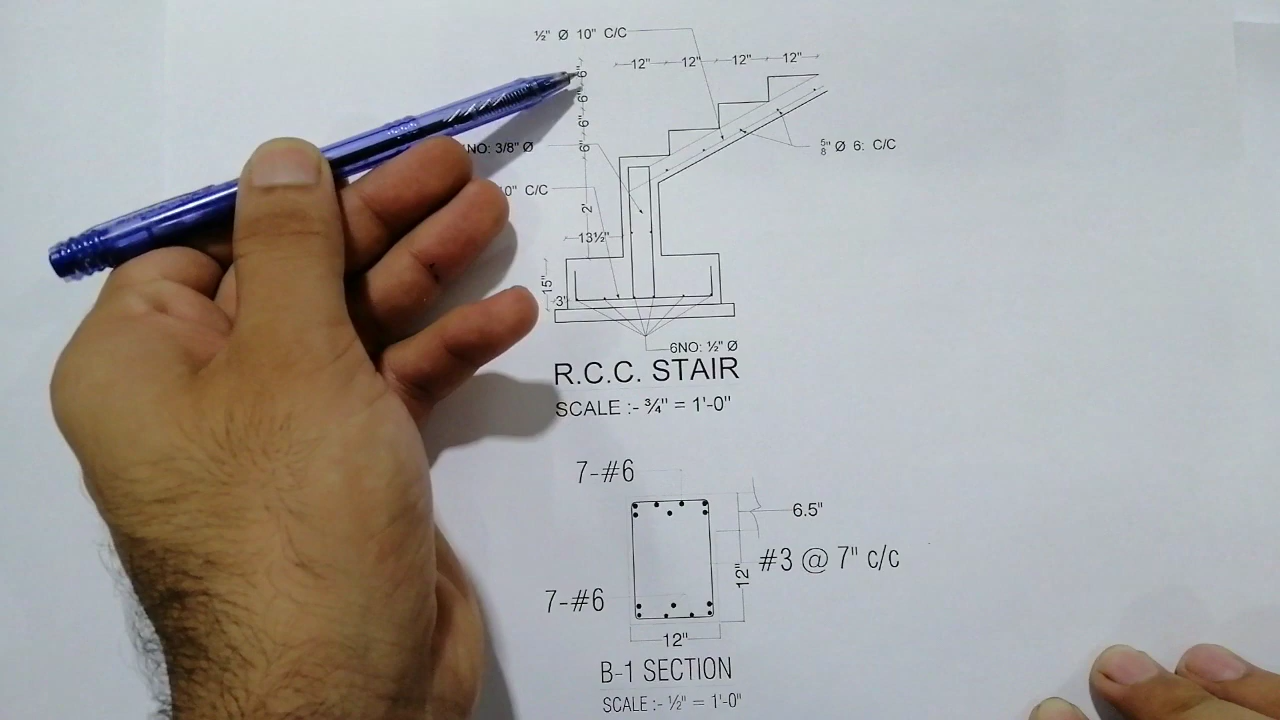 ½" Ø 10" C/C
12" 12" 12" 12"
6"
6"
6"
6"
NO: 3/8" Ø
⅝" Ø 6: C/C
0" C/C
2'
13½"
15"
3'
6NO: ½" Ø
R.C.C. STAIR
SCALE :- ¾" = 1'-0"
7-#6
6.5"
#3 @ 7" c/c
12"
7-#6
12"
B-1 SECTION
SCALE :- ½" = 1'-0"